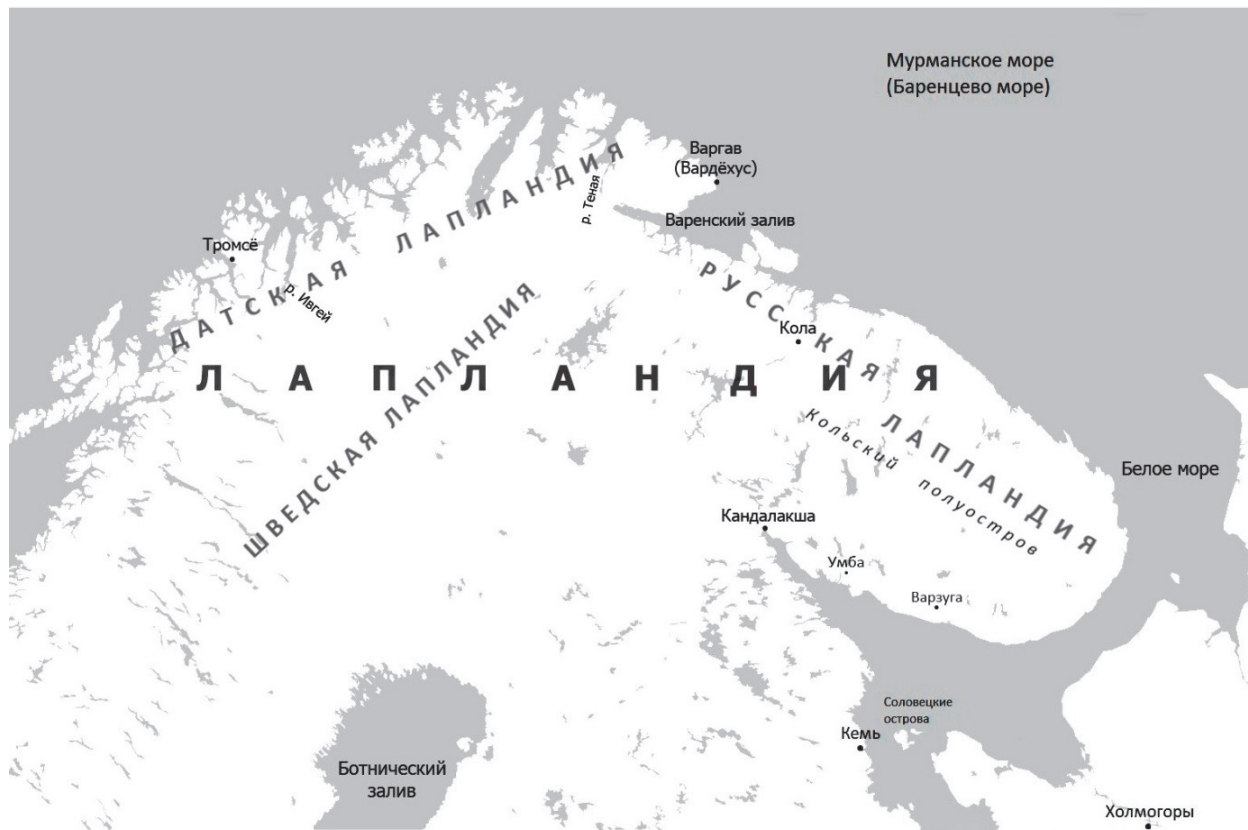 Мурманское море
(Баренцево море)
Варгав
(Вардёхус)
р. Теная
Варенский залив
Тромсё
р. Ивгей
ДАТСКАЯ ЛАПЛАНДИЯ
РУССКАЯ ЛАПЛАНДИЯ
Кола
ЛАПЛАНДИЯ
ШВЕДСКАЯ ЛАПЛАНДИЯ
Кольский полуостров
Белое море
Кандалакша
Умба
Варзуга
Соловецкие
острова
Кемь
Ботнический
залив
Холмогоры